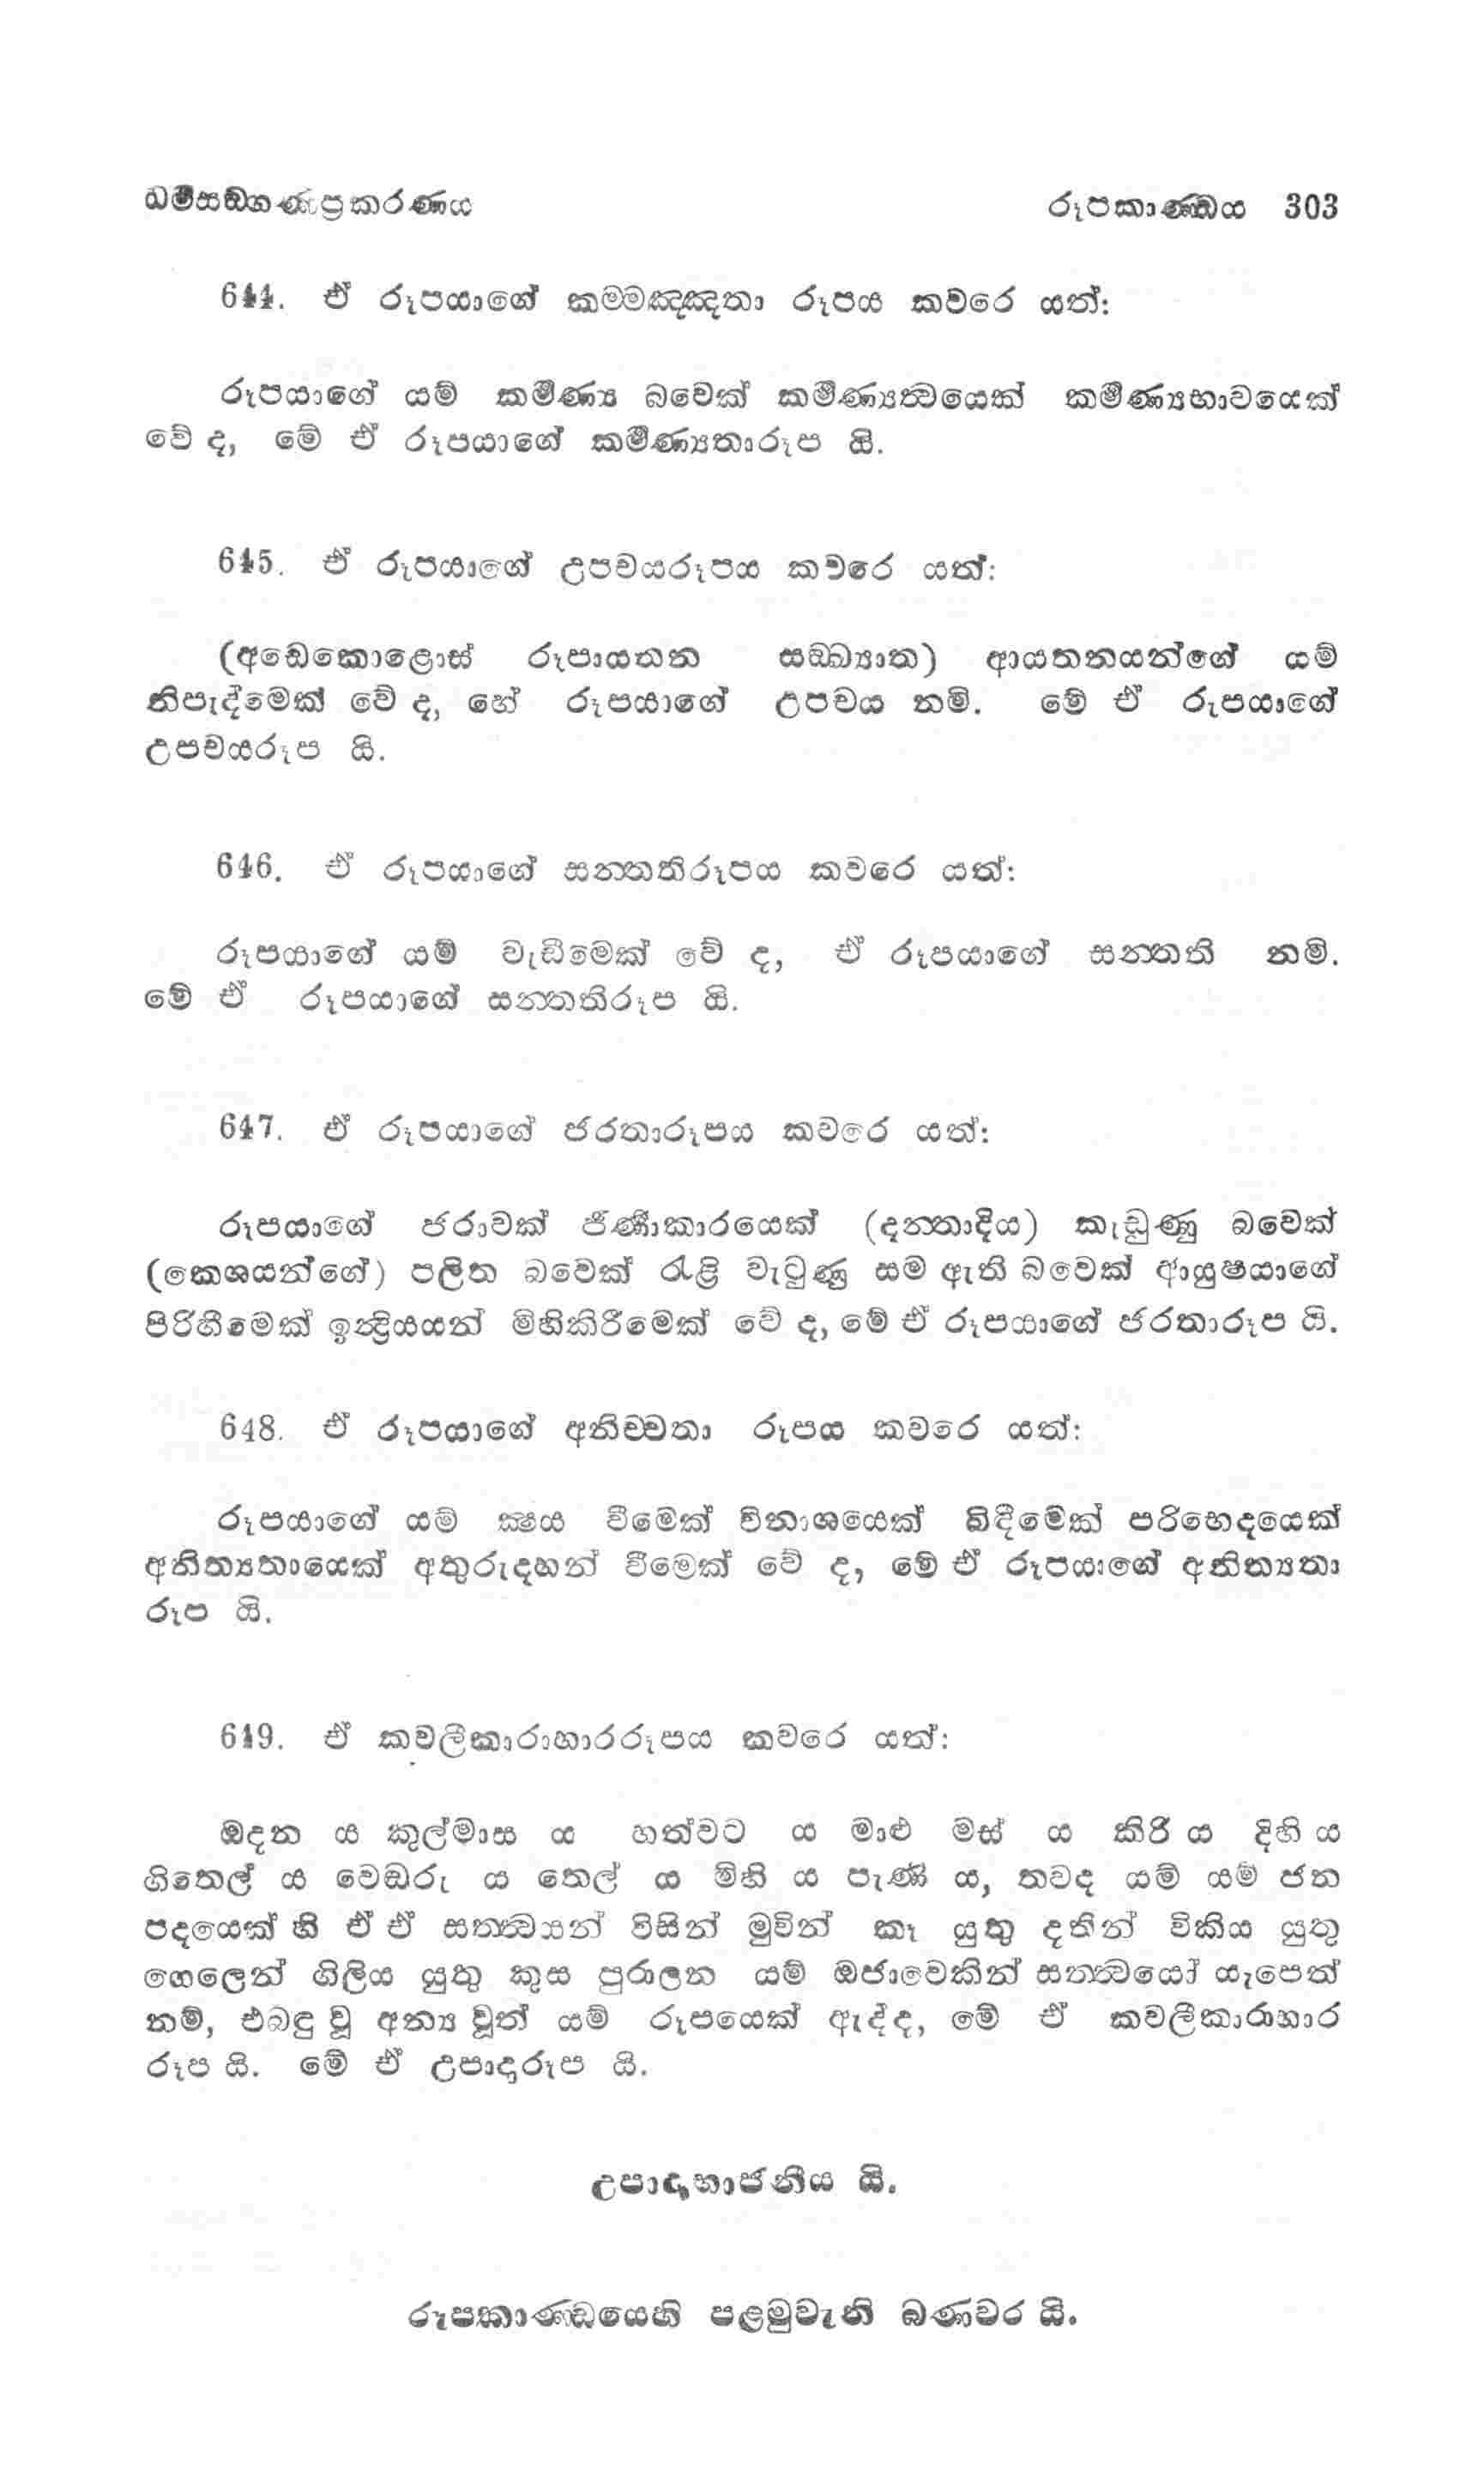 ධර්මසඞ්ගණිප්‍රකරණය රූපකාණ්ඩය 303
644. ඒ රූපයාගේ කම්මඤ්ඤතා රූපය කවරෙ යත්:
රූපයාගේ යම් කර්මණ්‍ය බවෙක් කර්මණ්‍යත්‍වයෙක් කර්මණ්‍යභාවයෙක්
වේ ද, මේ ඒ රූපයාගේ කර්මණ්‍යතාරූප යි.
645. ඒ රූපයාගේ උපචයරූපය කවරෙ යත්:
(අඩෙකොළොස් රූපායතන සඞ්ඛ්‍යාත) ආයතනයන්ගේ යම්
නිපැද්මෙක් වේ ද, හේ රූපයාගේ උපචය නමි. මේ ඒ රූපයාගේ
උපචයරූප යි.
646. ඒ රූපයාගේ සන්තතිරූපය කවරෙ යත්:
රූපයාගේ යම් වැඩීමෙක් වේ ද, ඒ රූපයාගේ සන්තති නමි.
මේ ඒ රූපයාගේ සන්තතිරූප යි.
647. ඒ රූපයාගේ ජරතාරූපය කවරෙ යත්:
රූපයාගේ ජරාවක් ජීර්ණාකාරයෙක් (දන්තාදිය) කැඩුණු බවෙක්
(කෙශයන්ගේ) පලිත බවෙක් රැළි වැටුණු සම ඇති බවෙක් ආයුෂයාගේ
පිරිහීමෙක් ඉන්ද්‍රියයන් මිහිකිරීමෙක් වේ ද, මේ ඒ රූපයාගේ ජරතාරූප යි.
648. ඒ රූපයාගේ අනිච්චතා රූපය කවරෙ යත්:
රූපයාගේ යම් ක්‍ෂය වීමෙක් විනාශයෙක් බිඳීමෙක් පරිභෙදයෙක්
අනිත්‍යතායෙක් අතුරුදහන් වීමෙක් වේ ද, මේ ඒ රූපයාගේ අනිත්‍යතා
රූප යි.
649. ඒ කවලීකාරාහාරරූපය කවරෙ යත්:
ඔදන ය කුල්මාස ය හත්වට ය මාළු මස් ය කිරි ය දිහි ය
ගිතෙල් ය වෙඬරු ය තෙල් ය මිහි ය පැණි ය, තවද යම් යම් ජන
පදයෙක් හි ඒ ඒ සත්ත්‍වයන් විසින් මුවින් කෑ යුතු දතින් විකිය යුතු
ගෙලෙන් ගිලිය යුතු කුස පුරාලන යම් ඔජාවෙකින් සත්ත්‍වයෝ යැපෙත්
නම්, එබඳු වූ අන්‍ය වූත් යම් රූපයෙක් ඇද්ද, මේ ඒ කවලීකාරාහාර
රූප යි. මේ ඒ උපාදාරූප යි.
උපාදාභාජනීය යි.
රූපකාණ්ඩයෙහි පළමුවැනි බණවර යි.